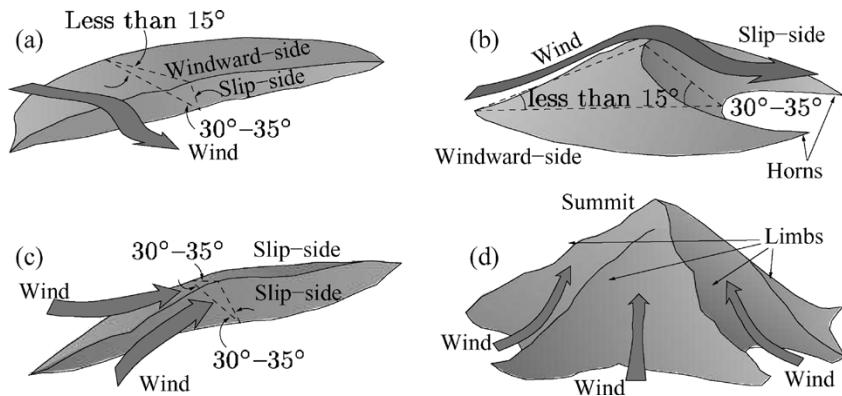 (a)
Less than 15°
Windward-side
Slip-side
30°-35°
Wind
(b)
Wind
Slip-side
less than 15°
30°-35°
Windward-side
Horns
(c)
30°-35°
Slip-side
Wind
Slip-side
30°-35°
Wind
(d)
Summit
Limbs
Wind
Wind
Wind